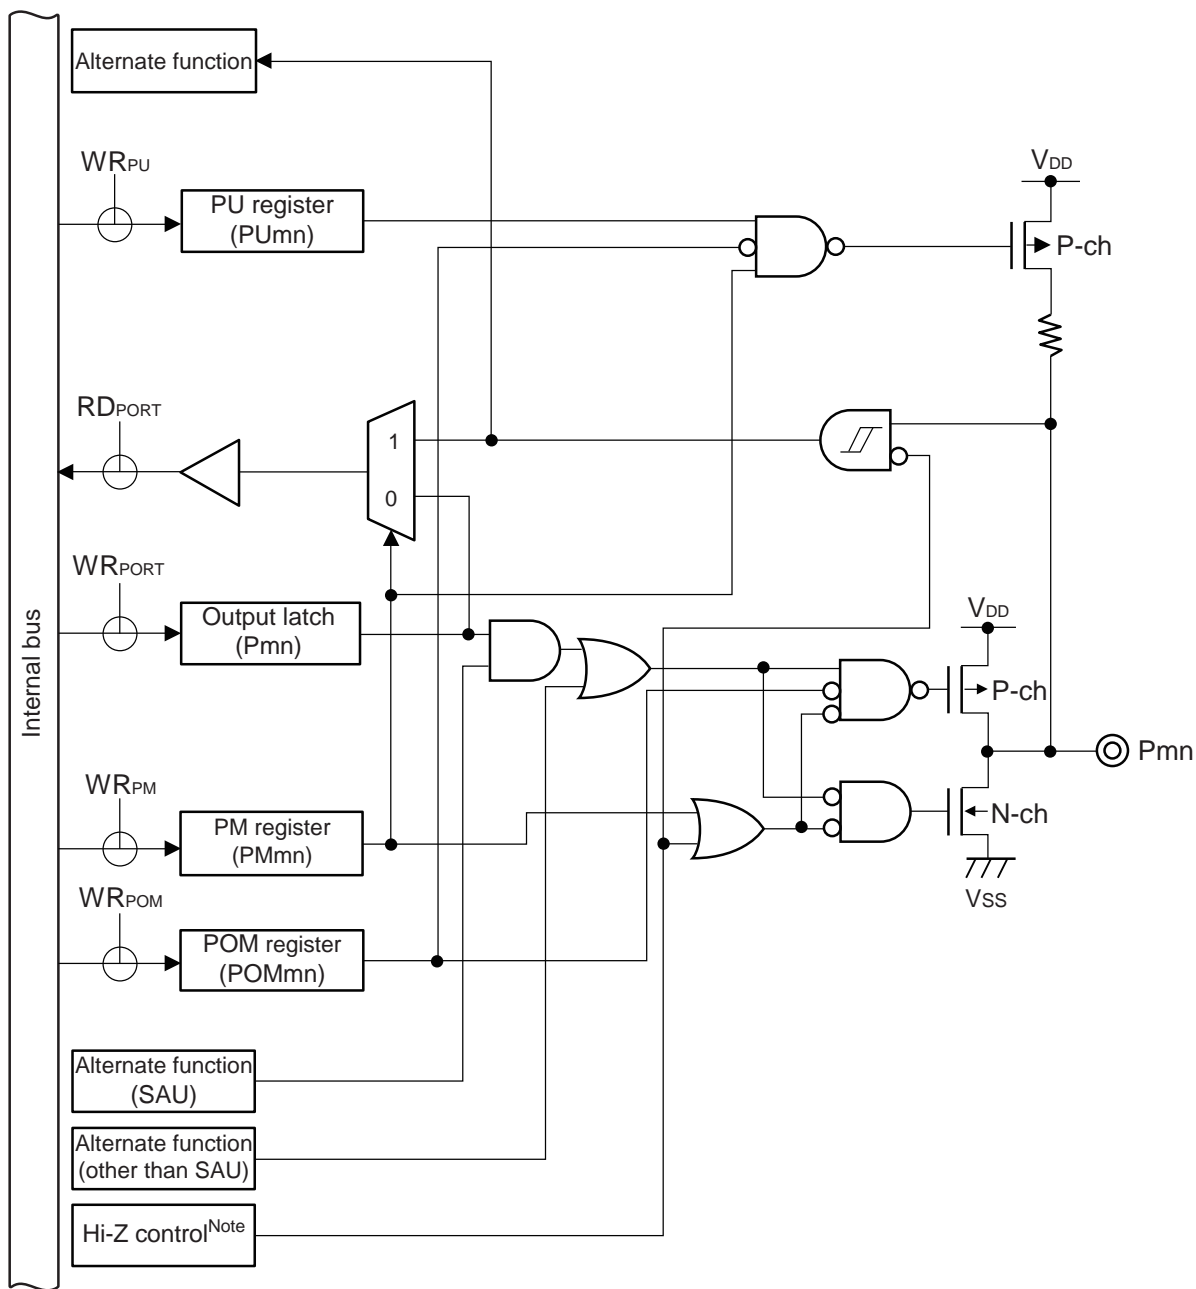 Alternate function
WRPU
PU register
(PUmn)
VDD
P-ch
RDPORT
1
0
WRPORT
Output latch
(Pmn)
VDD
P-ch
Pmn
Internal bus
WRPM
PM register
(PMmn)
N-ch
VSS
WRPOM
POM register
(POMmn)
Alternate function
(SAU)
Alternate function
(other than SAU)
Hi-Z controlNote